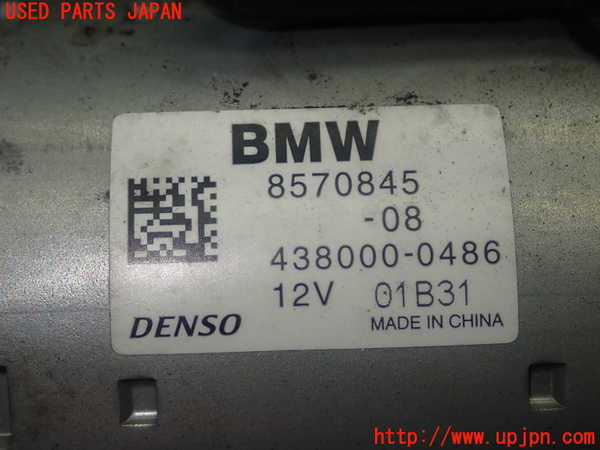 USED PARTS JAPAN
BMW
8570845
-08
438000-0486
12V 01B31
DENSO MADE IN CHINA
http://www.upjpn.com/